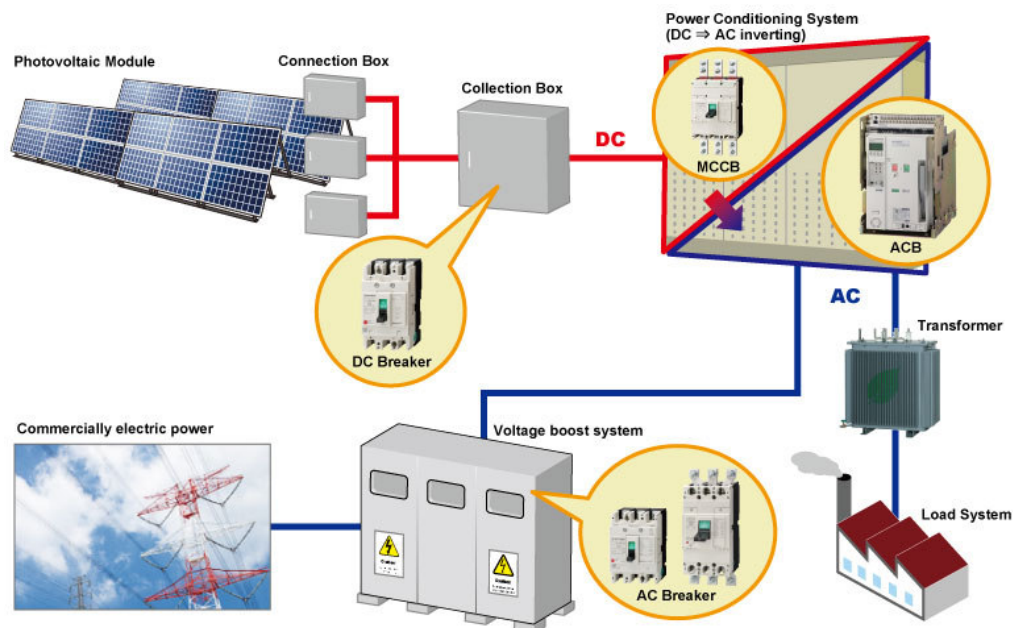 Power Conditioning System
(DC ⇒ AC inverting)
Photovoltaic Module
Connection Box
Collection Box
DC
MCCB
ACB
AC
DC Breaker
Transformer
Commercially electric power
Voltage boost system
Load System
AC Breaker